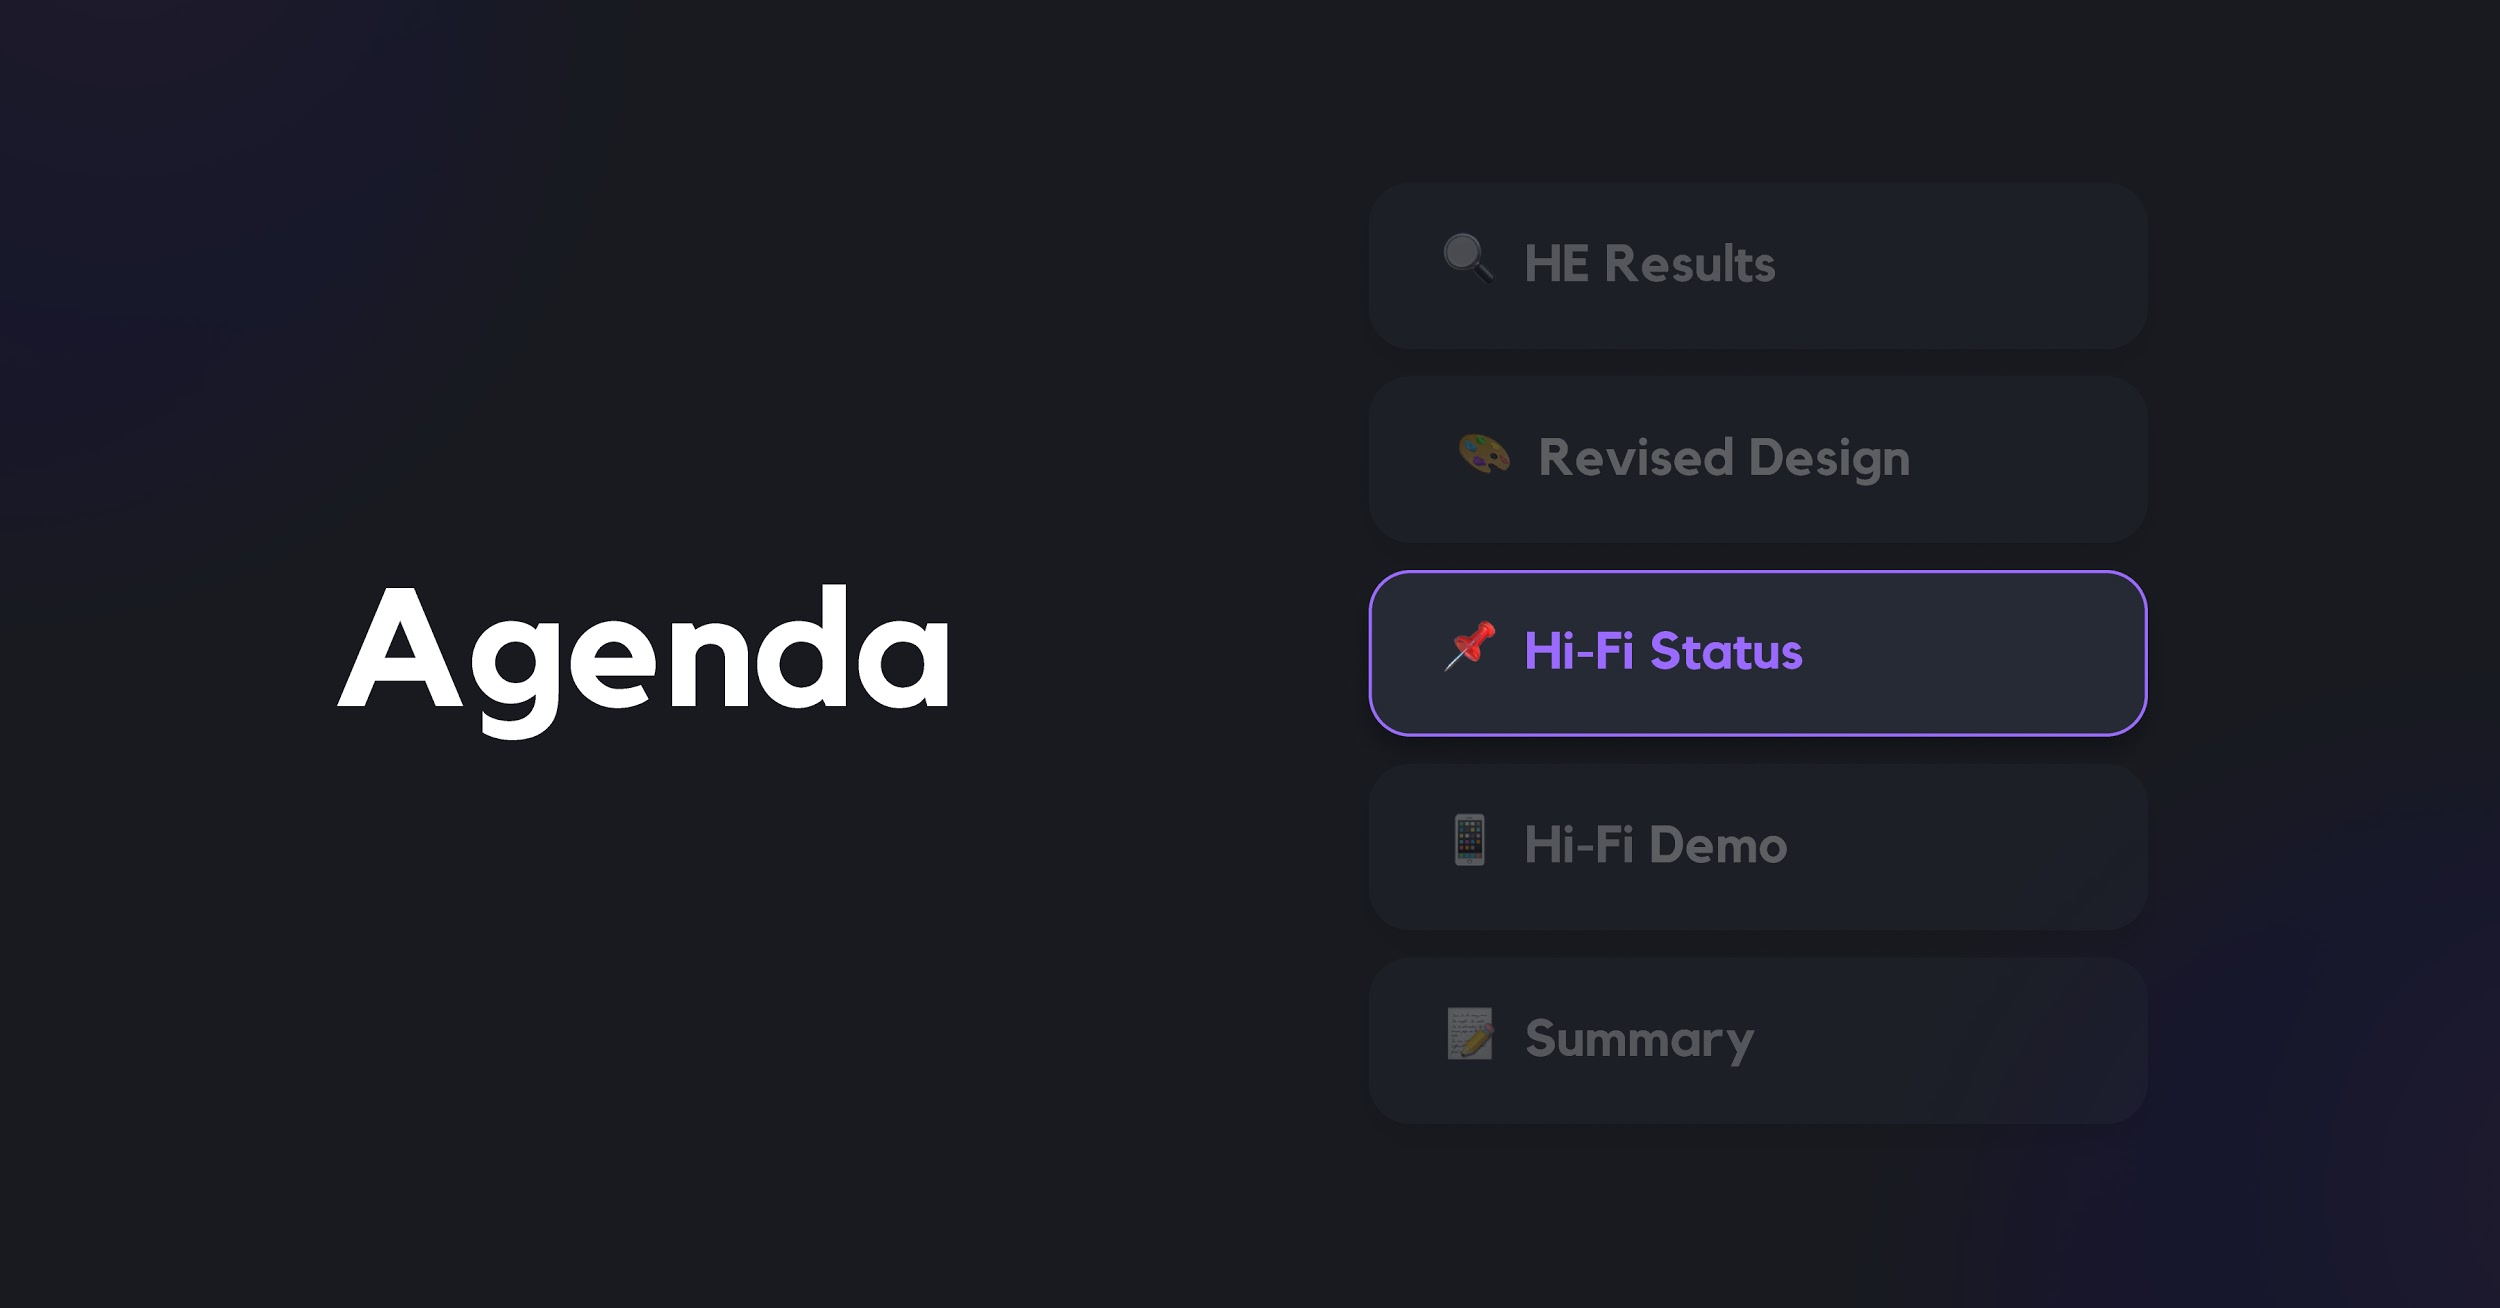 Agenda
HE Results
Revised Design
Hi-Fi Status
Hi-Fi Demo
Summary